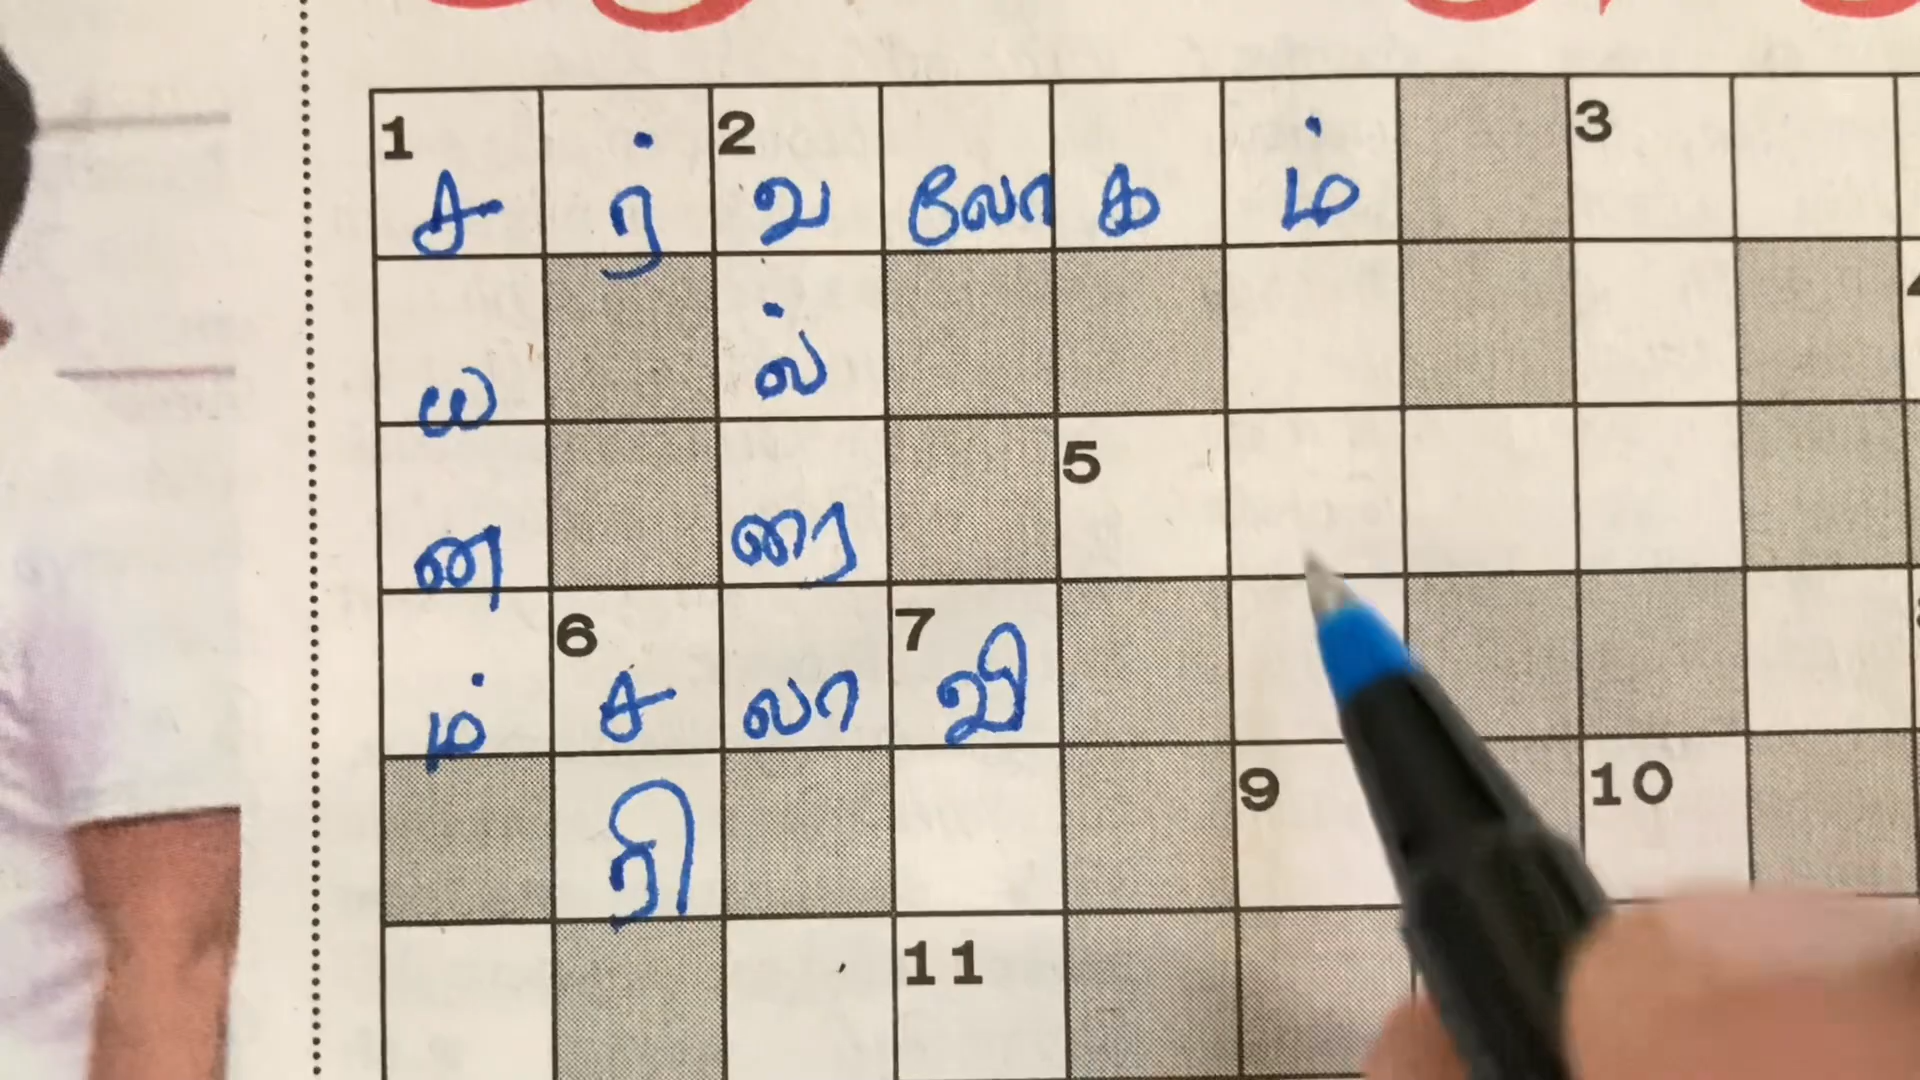 1 ச ர் 2 வ லோ க ம் 3
ய ல்
ன ரை 5
ம் 6 ச லா 7 வி
ரி 9 10
11